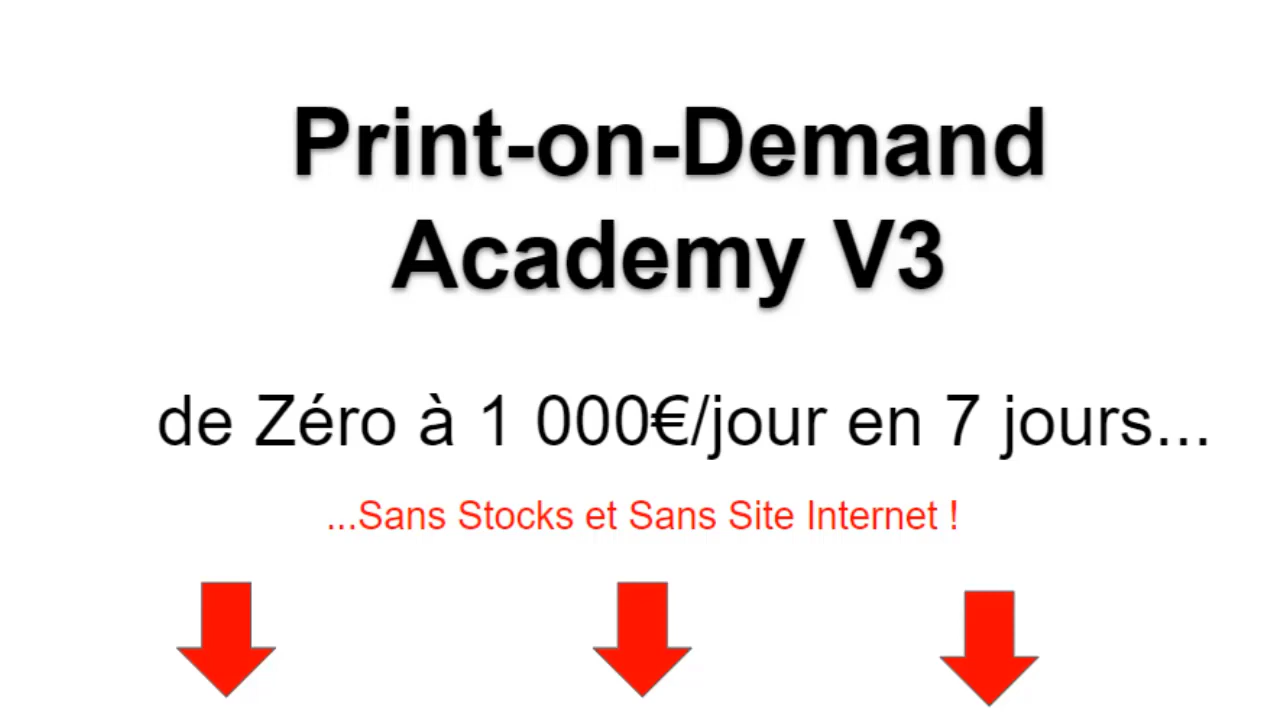 Print-on-Demand
Academy V3
de Zéro à 1 000€/jour en 7 jours...
...Sans Stocks et Sans Site Internet !